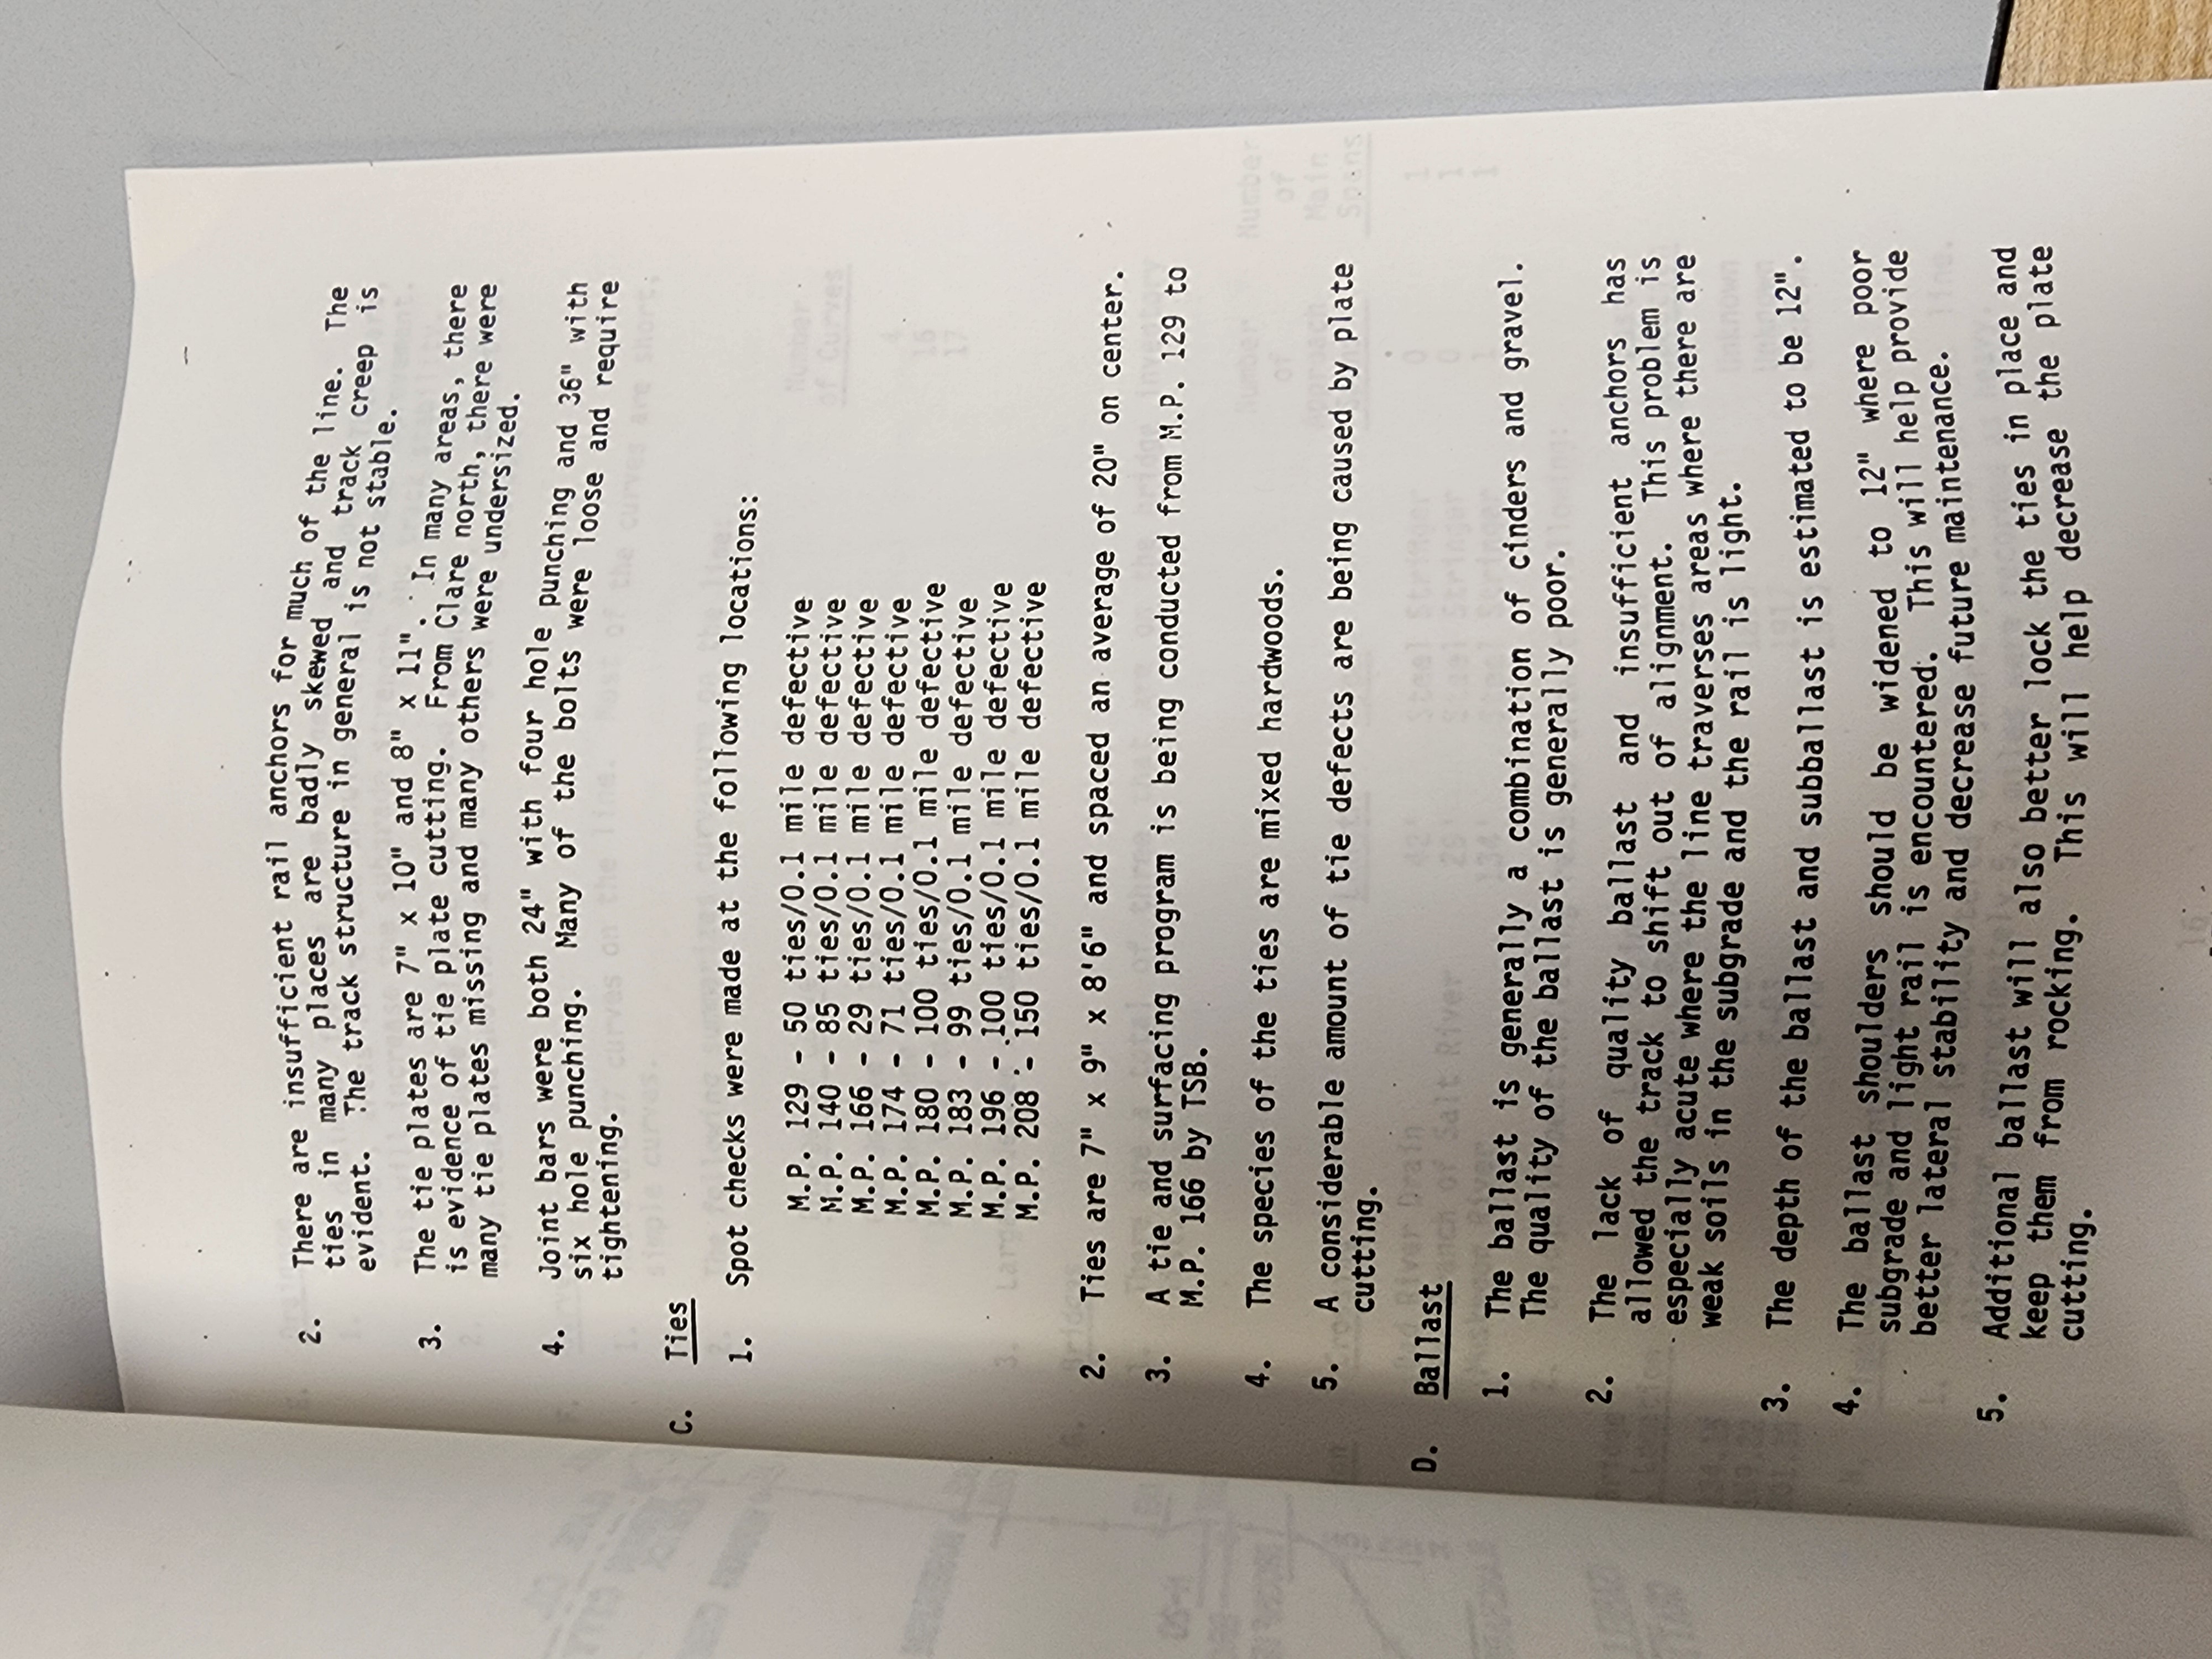 2. There are insufficient rail anchors for much of the line. The
ties in many places are badly skewed and track creep is
evident. The track structure in general is not stable.
3. The tie plates are 7" x 10" and 8" x 11". In many areas, there
is evidence of tie plate cutting. From Clare north, there were
many tie plates missing and many others were undersized.
4. Joint bars were both 24" with four hole punching and 36" with
six hole punching. Many of the bolts were loose and require
tightening.
C. Ties
1. Spot checks were made at the following locations:
M.P. 129 - 50 ties/0.1 mile defective
M.P. 140 - 85 ties/0.1 mile defective
M.P. 166 - 29 ties/0.1 mile defective
M.P. 174 - 71 ties/0.1 mile defective
M.P. 180 - 100 ties/0.1 mile defective
M.P. 183 - 99 ties/0.1 mile defective
M.P. 196 - 100 ties/0.1 mile defective
M.P. 208 - 150 ties/0.1 mile defective
2. Ties are 7" x 9" x 8'6" and spaced an average of 20" on center.
3. A tie and surfacing program is being conducted from M.P. 129 to
M.P. 166 by TSB.
4. The species of the ties are mixed hardwoods.
5. A considerable amount of tie defects are being caused by plate
cutting.
D. Ballast
1. The ballast is generally a combination of cinders and gravel.
The quality of the ballast is generally poor.
2. The lack of quality ballast and insufficient anchors has
allowed the track to shift out of alignment. This problem is
especially acute where the line traverses areas where there are
weak soils in the subgrade and the rail is light.
3. The depth of the ballast and subballast is estimated to be 12".
4. The ballast shoulders should be widened to 12" where poor
subgrade and light rail is encountered. This will help provide
better lateral stability and decrease future maintenance.
5. Additional ballast will also better lock the ties in place and
keep them from rocking. This will help decrease the plate
cutting.